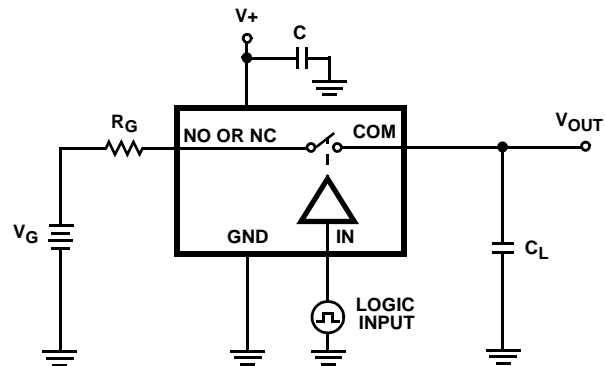 V+
C
RG
NO OR NC
COM
VOUT
VG
GND
IN
CL
LOGIC
INPUT